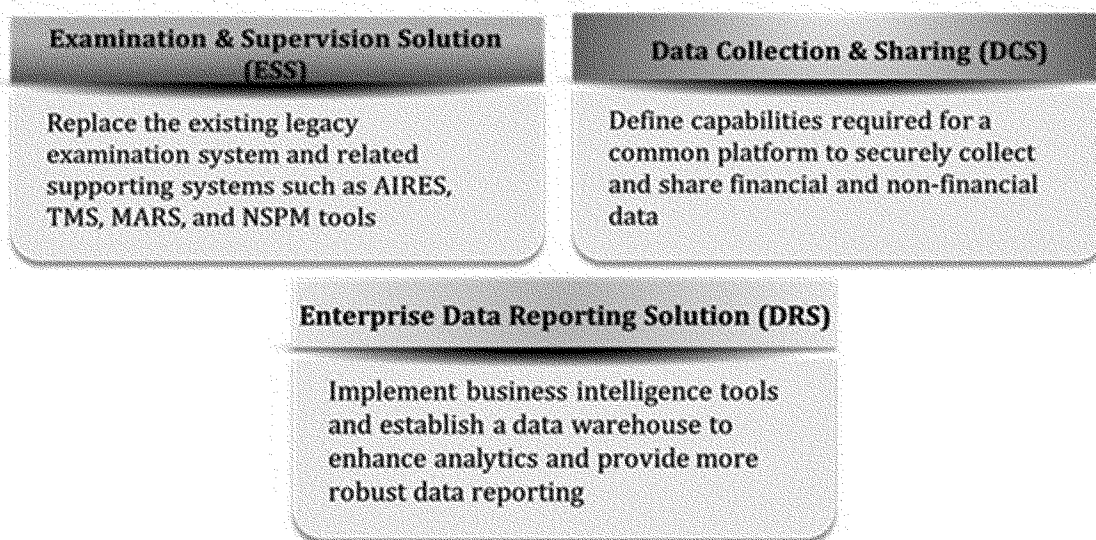 Examination & Supervision Solution
(ESS)
Replace the existing legacy
examination system and related
supporting systems such as AIRES,
TMS, MARS, and NSPM tools
Data Collection & Sharing (DCS)
Define capabilities required for a
common platform to securely collect
and share financial and non-financial
data
Enterprise Data Reporting Solution (DRS)
Implement business intelligence tools
and establish a data warehouse to
enhance analytics and provide more
robust data reporting